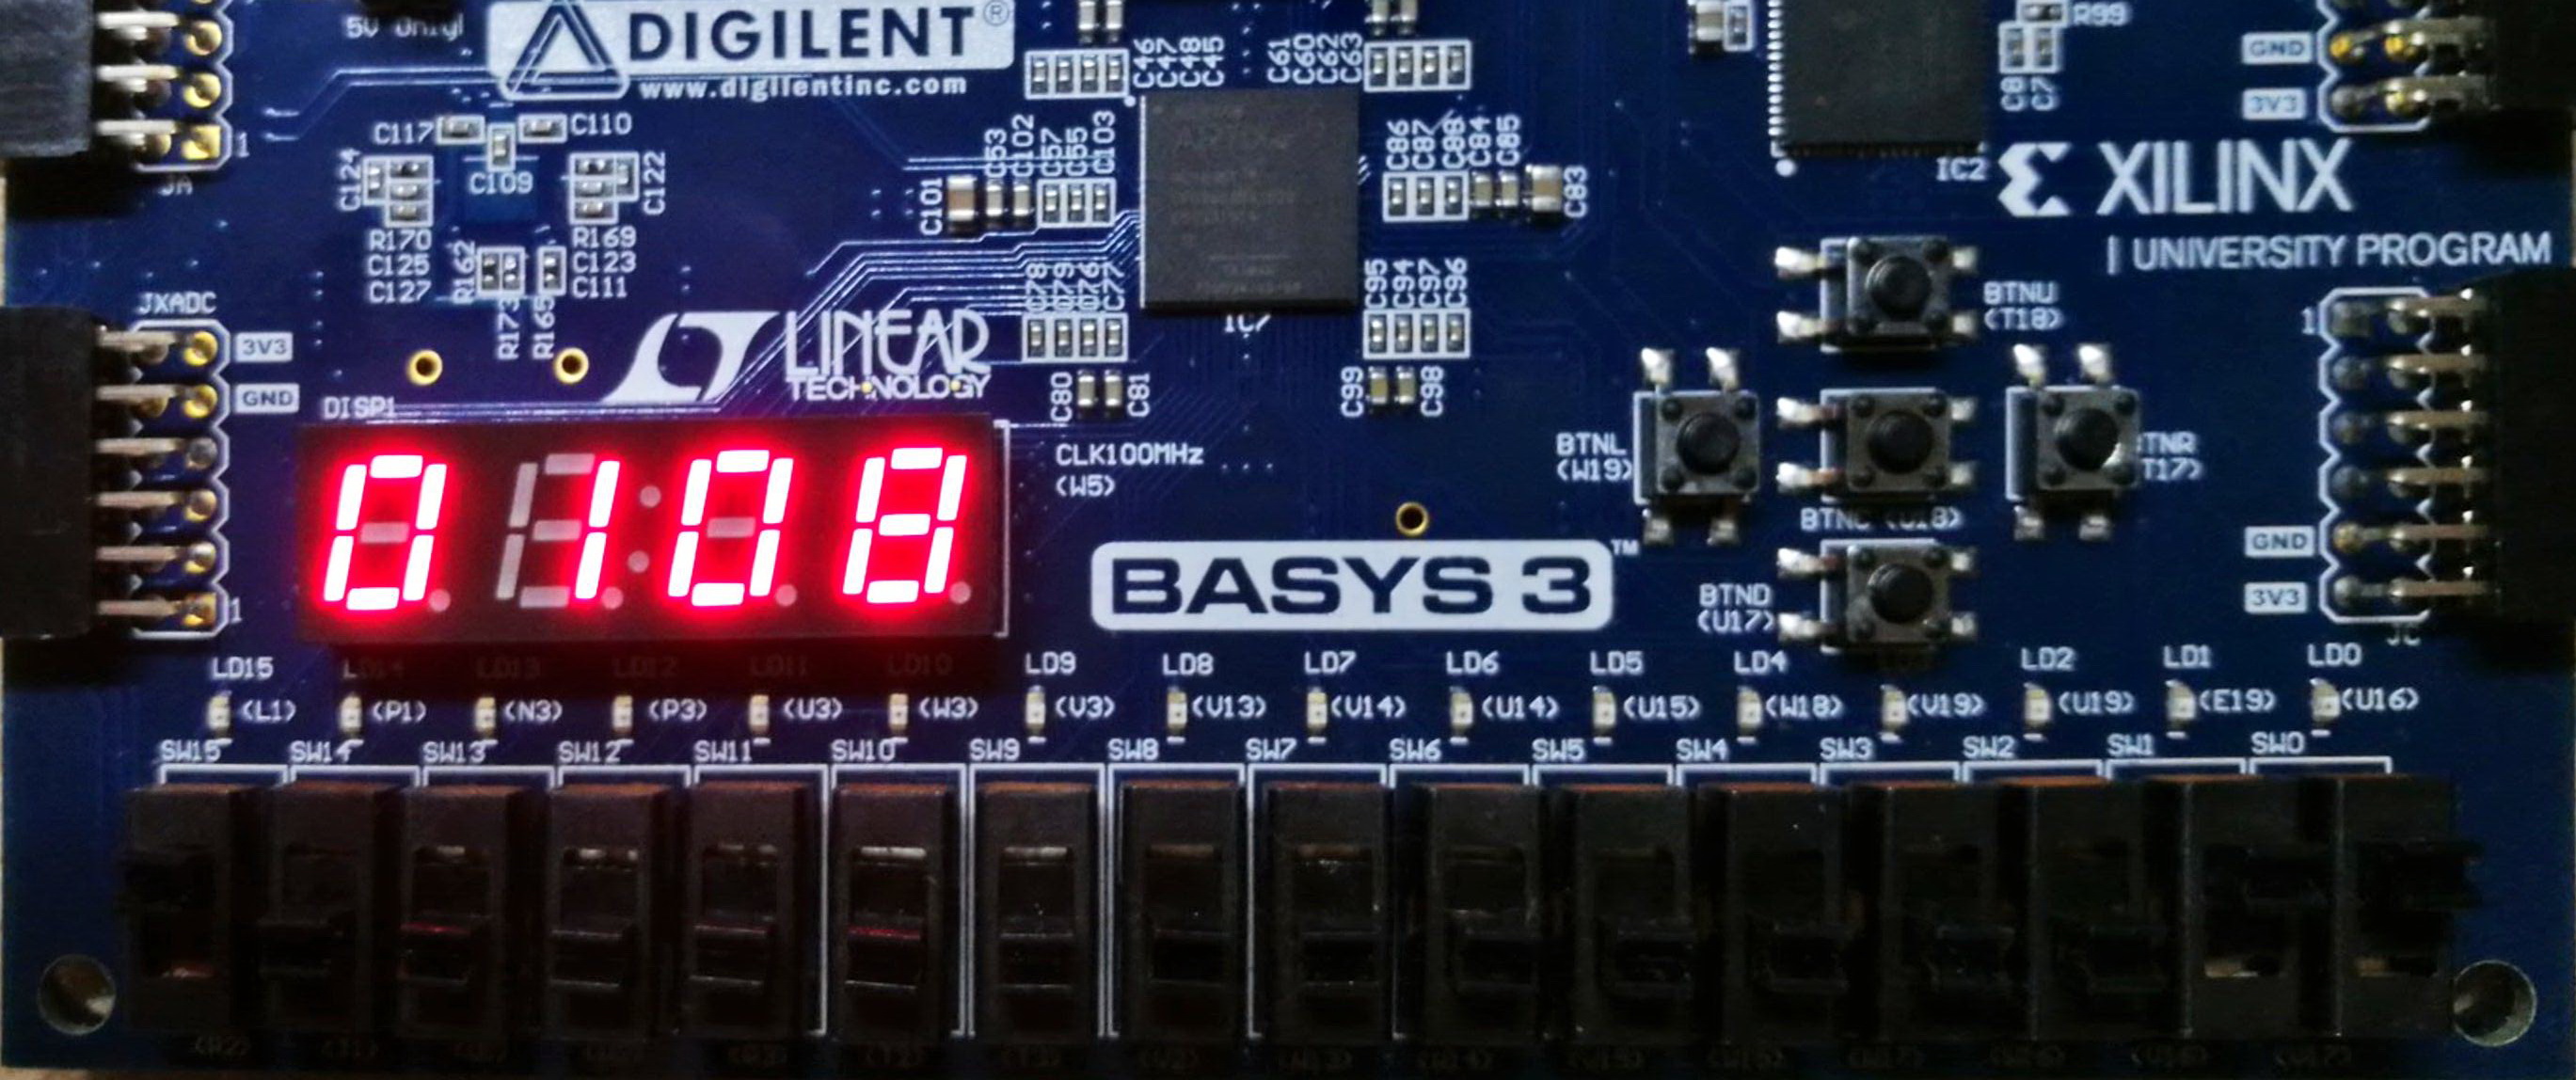 5V Only!
DIGILENT®
www.digilentinc.com
C46
C47
C48
C45
C61
C60
C62
C63
R99
GND
C8
C7
3V3
C117
C110
1
JA
C124
C109
C122
C53
C102
C57
C55
C103
ARTIX
C86
C87
C88
C84
C85
IC2
XILINX
C101
C83
R170
C125
C127
R162
R169
C123
C111
| UNIVERSITY PROGRAM
C78
C79
C76
C77
C95
C94
C97
C96
BTNU
(T18)
JXADC
R173
R165
IC7
1
3V3
LINEAR
TECHNOLOGY
C80
C81
C99
C98
GND
DISP1
0108
CLK100MHz
(W5)
BTNL
(W19)
BTNR
T17)
BTNC (U18)
GND
BASYS 3™
BTND
(U17)
3V3
1
JC
LD15 LD14 LD13 LD12 LD11 LD10 LD9 LD8 LD7 LD6 LD5 LD4 LD2 LD1 LD0
(L1) (P1) (N3) (P3) (U3) (W3) (V3) (V13) (V14) (U14) (U15) (W18) (V19) (U19) (E19) (U16)
SW15 SW14 SW13 SW12 SW11 SW10 SW9 SW8 SW7 SW6 SW5 SW4 SW3 SW2 SW1 SW0